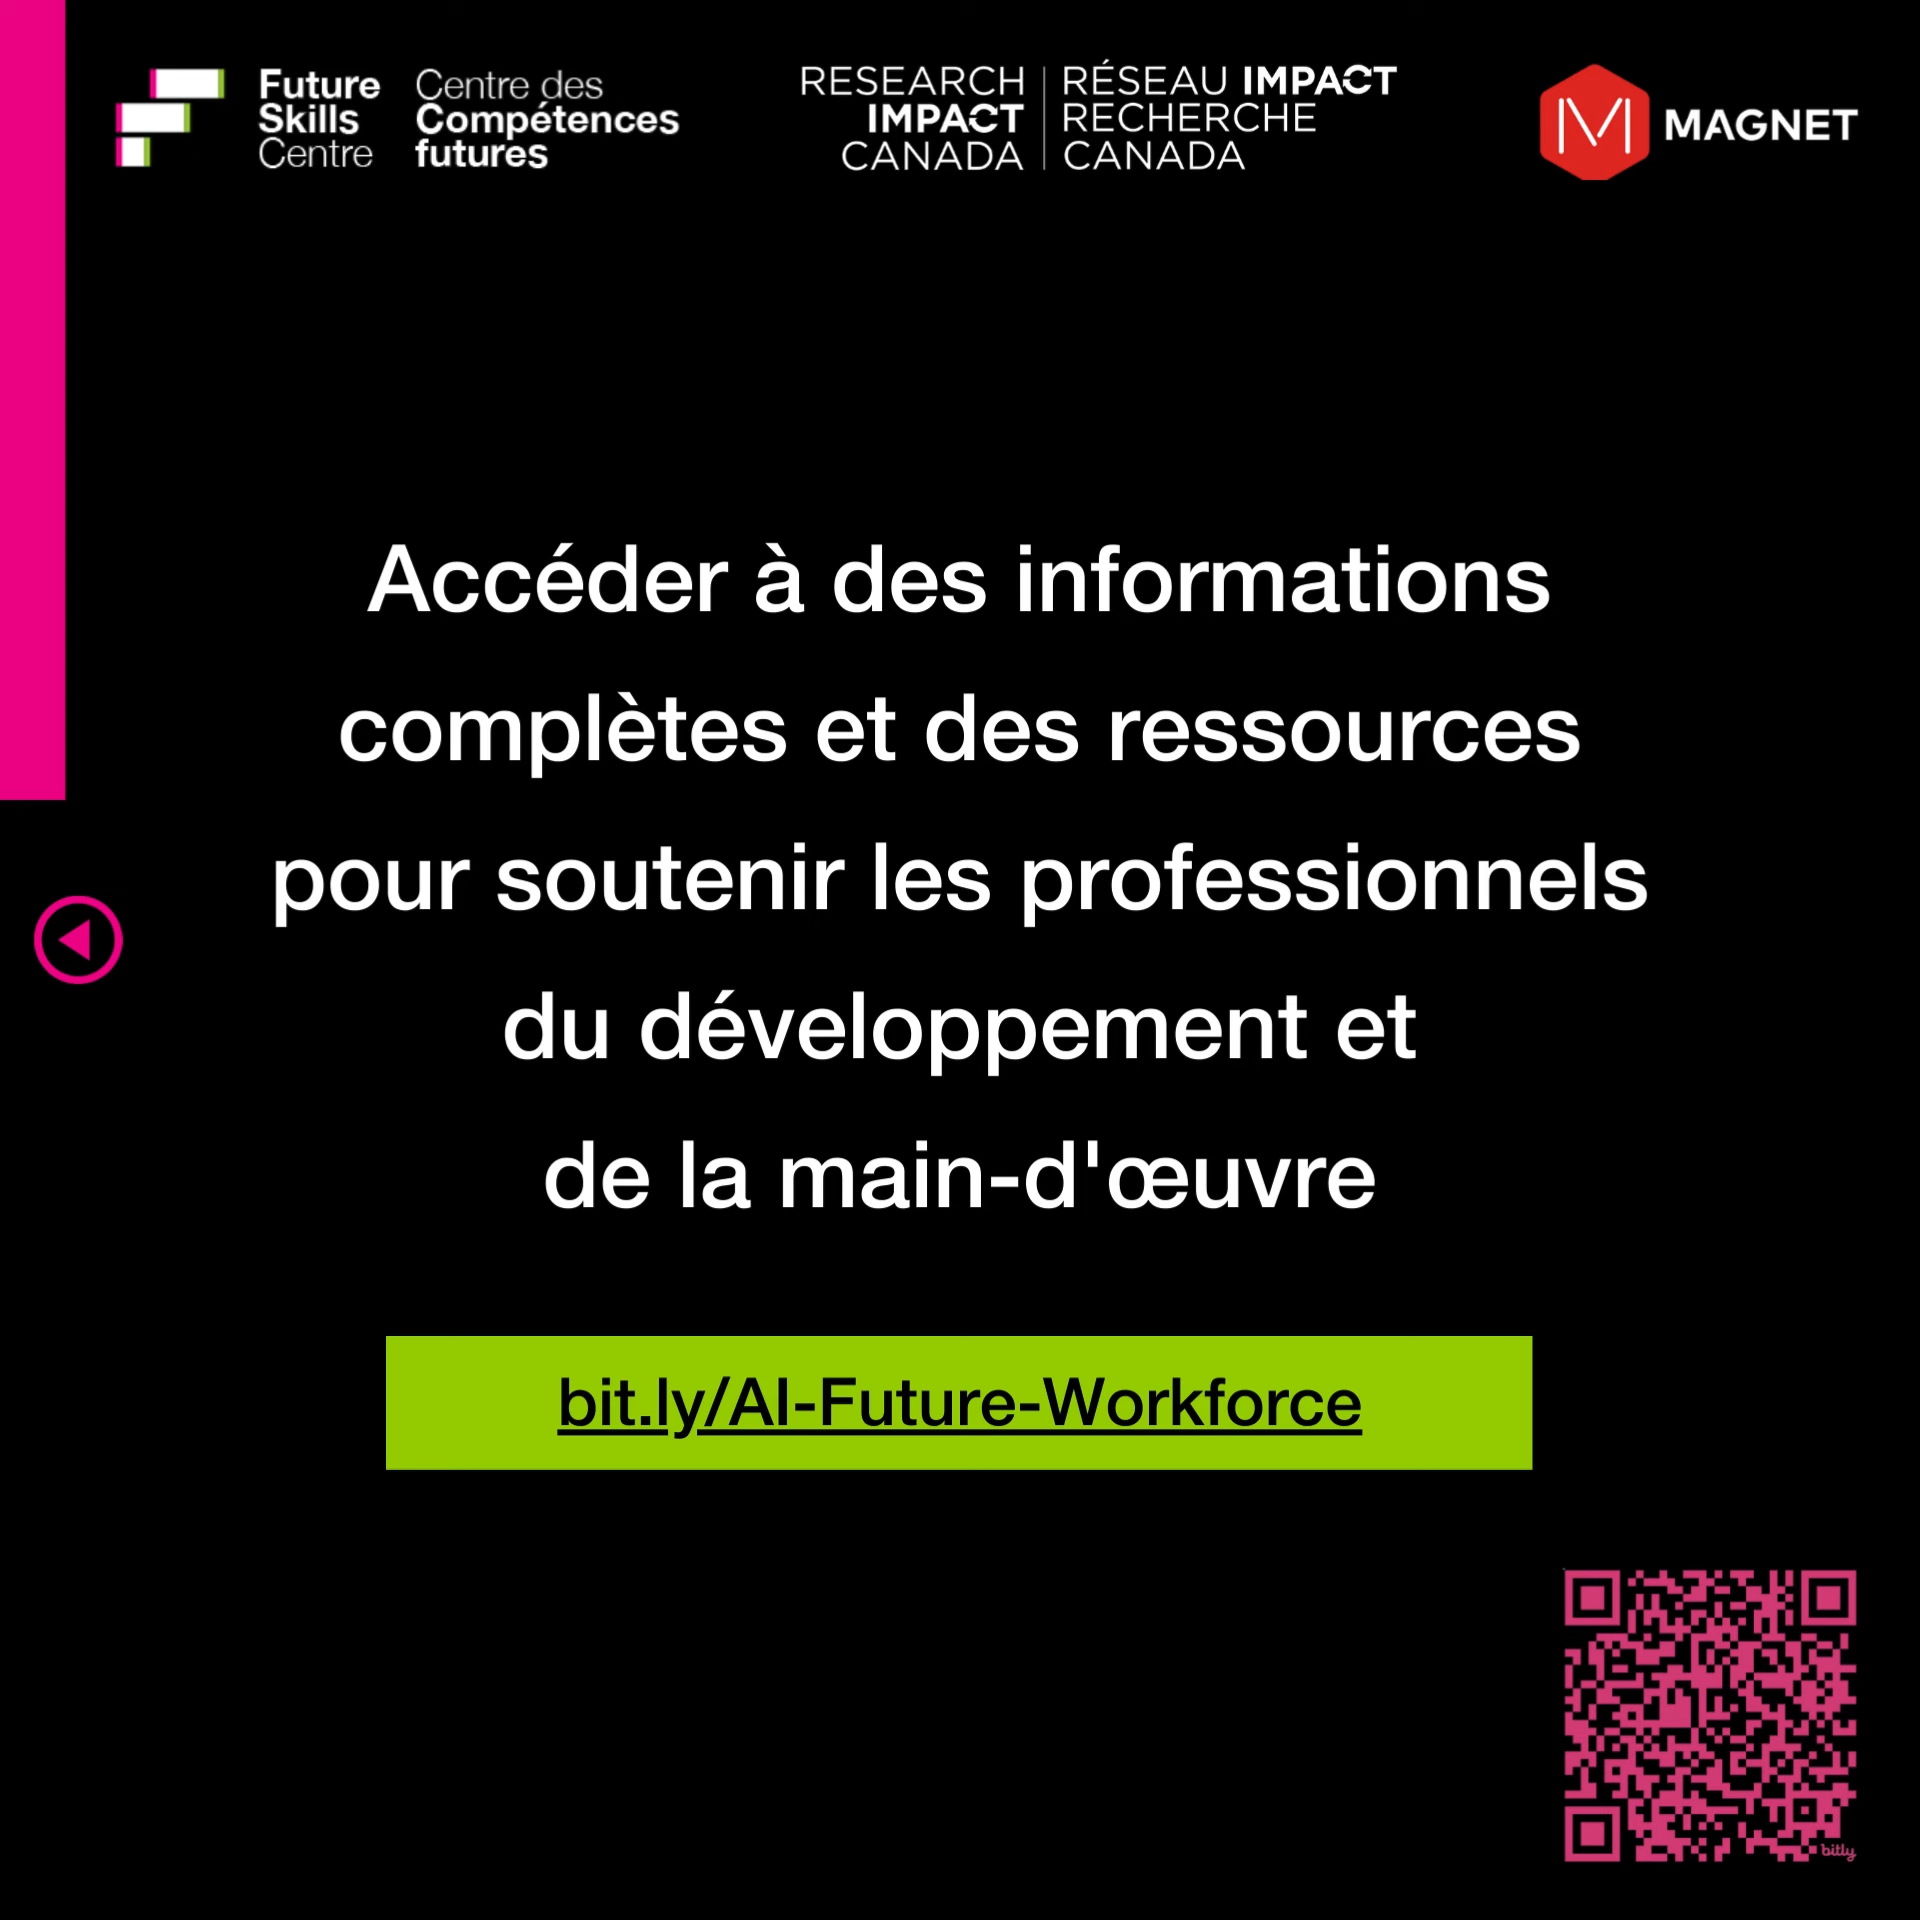 Future
Skills
Centre
Centre des
Compétences
futures
RESEARCH
IMPACT
CANADA
RÉSEAU IMPACT
RECHERCHE
CANADA
MAGNET
Accéder à des informations
complètes et des ressources
pour soutenir les professionnels
du développement et
de la main-d'œuvre
bit.ly/AI-Future-Workforce
bitly